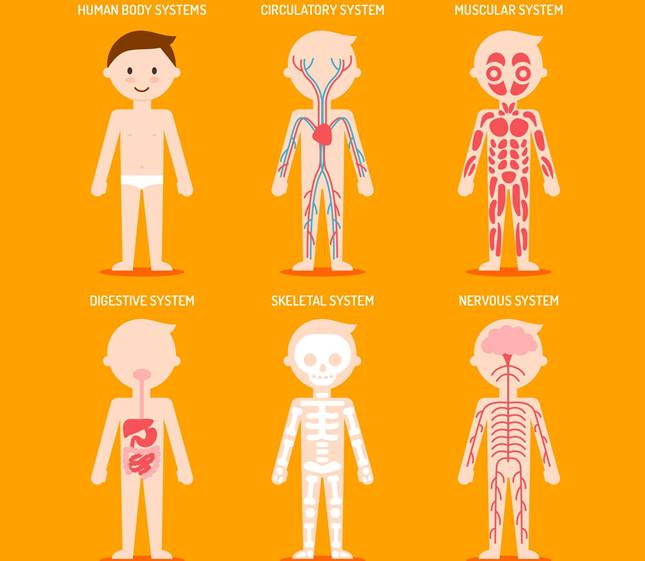 HUMAN BODY SYSTEMS
CIRCULATORY SYSTEM
MUSCULAR SYSTEM
DIGESTIVE SYSTEM
SKELETAL SYSTEM
NERVOUS SYSTEM